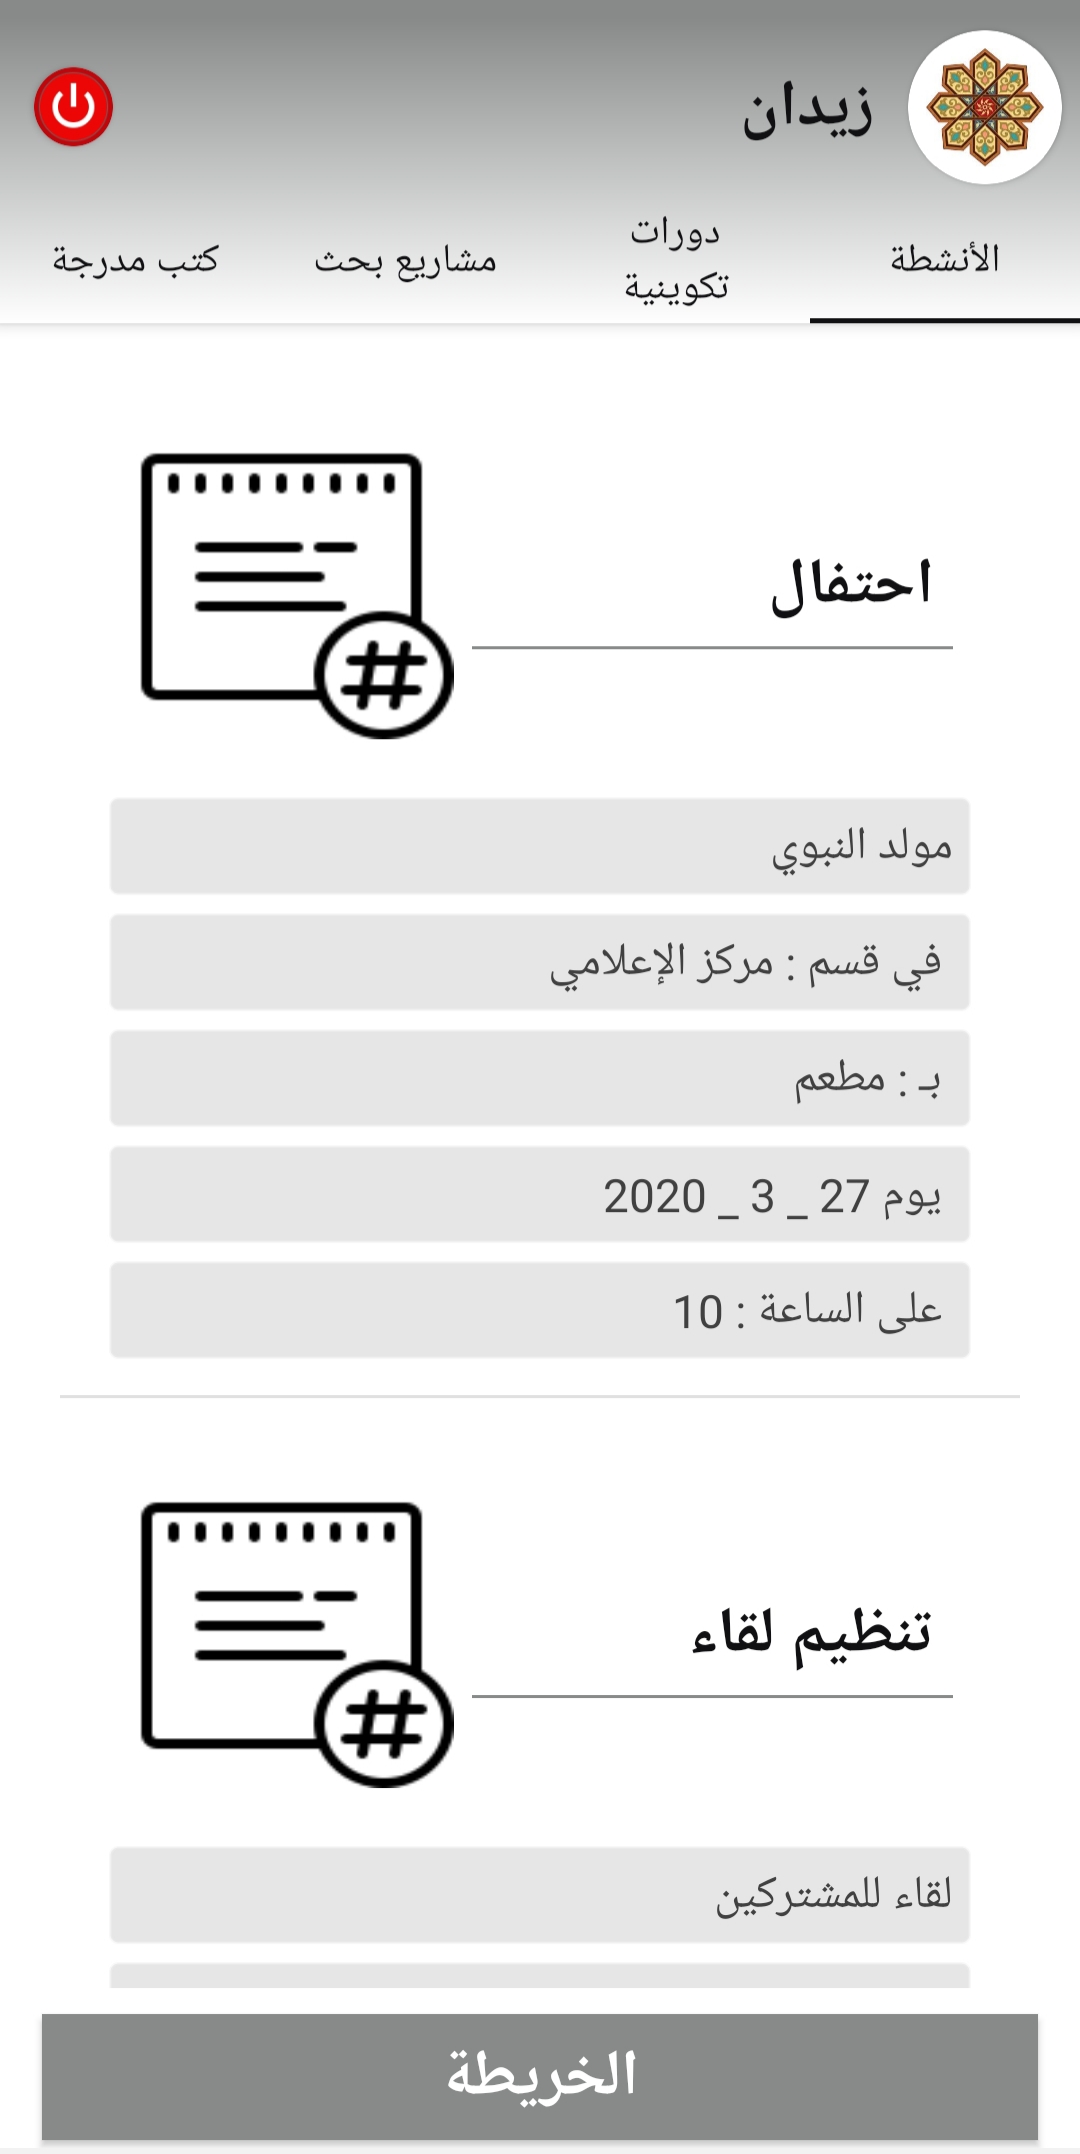 زيدان
الأنشطة
دورات
تكوينية
مشاريع بحث
كتب مدرجة
احتفال
مولد النبوي
في قسم : مركز الإعلامي
بـ : مطعم
يوم 27 _ 3 _ 2020
على الساعة : 10
تنظيم لقاء
لقاء للمشتركين
الخريطة